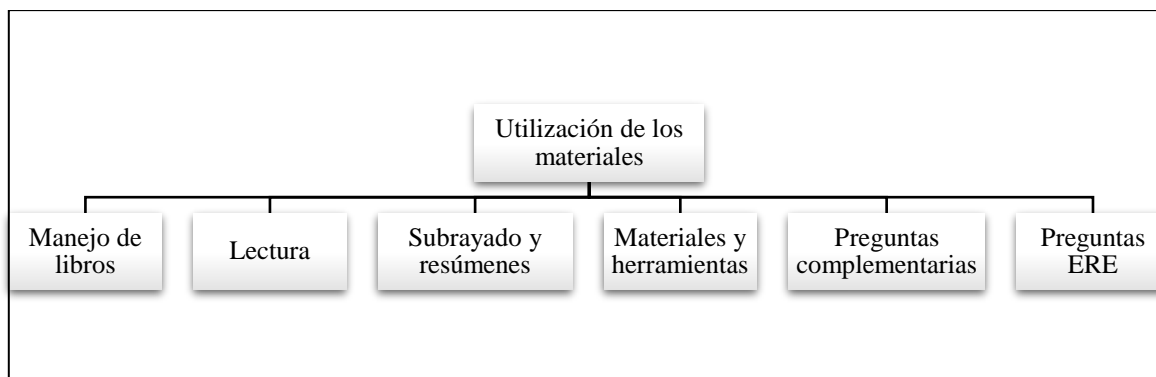 Utilización de los
materiales
Manejo de
libros
Lectura
Subrayado y
resúmenes
Materiales y
herramientas
Preguntas
complementarias
Preguntas
ERE